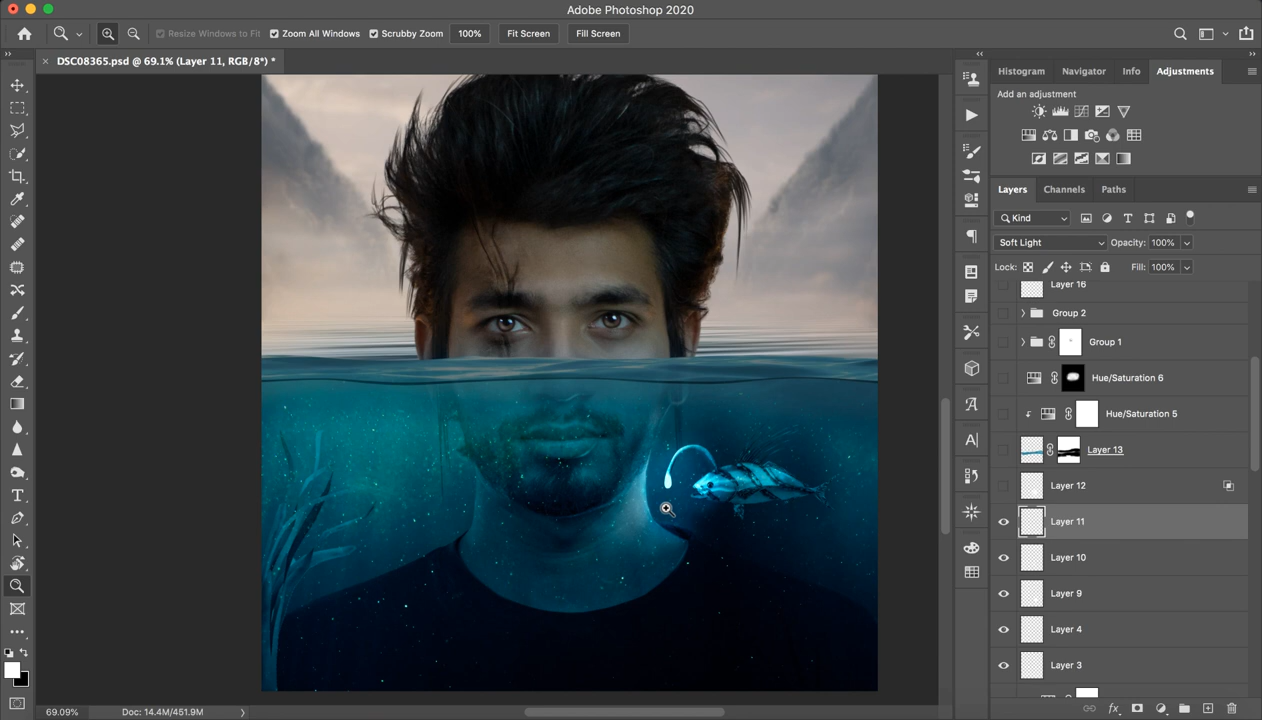 Adobe Photoshop 2020
Resize Windows to Fit Zoom All Windows Scrubby Zoom 100% Fit Screen Fill Screen
DSC08365.psd @ 69.1% (Layer 11, RGB/8*) *
Histogram Navigator Info Adjustments
Add an adjustment
Layers Channels Paths
Kind
Soft Light Opacity: 100%
Lock: Fill: 100%
Layer 16
Group 2
Group 1
Hue/Saturation 6
Hue/Saturation 5
Layer 13
Layer 12
Layer 11
Layer 10
Layer 9
Layer 4
Layer 3
69.09% Doc: 14.4M/451.9M